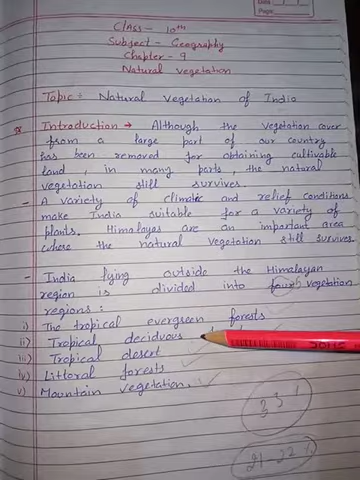 Date
Page
Class - 10th
Subject - Geography
Chapter - 9
Natural vegetation
Topic: Natural vegetation of India
Introduction → Although the vegetation cover
from a large part of our country
has been removed for obtaining cultivable
land, in many parts, the natural
vegetation still survives.
- A variety of climatic and relief conditions
make India suitable for a variety of
plants. Himalayas are an important area
where the natural vegetation still survives.
- India lying outside the Himalayan
region is divided into vegetation
regions:
i) The tropical evergreen forests
ii) Tropical deciduous
iii) Tropical desert
iv) Littoral forests
v) Mountain vegetation.
331
21-22